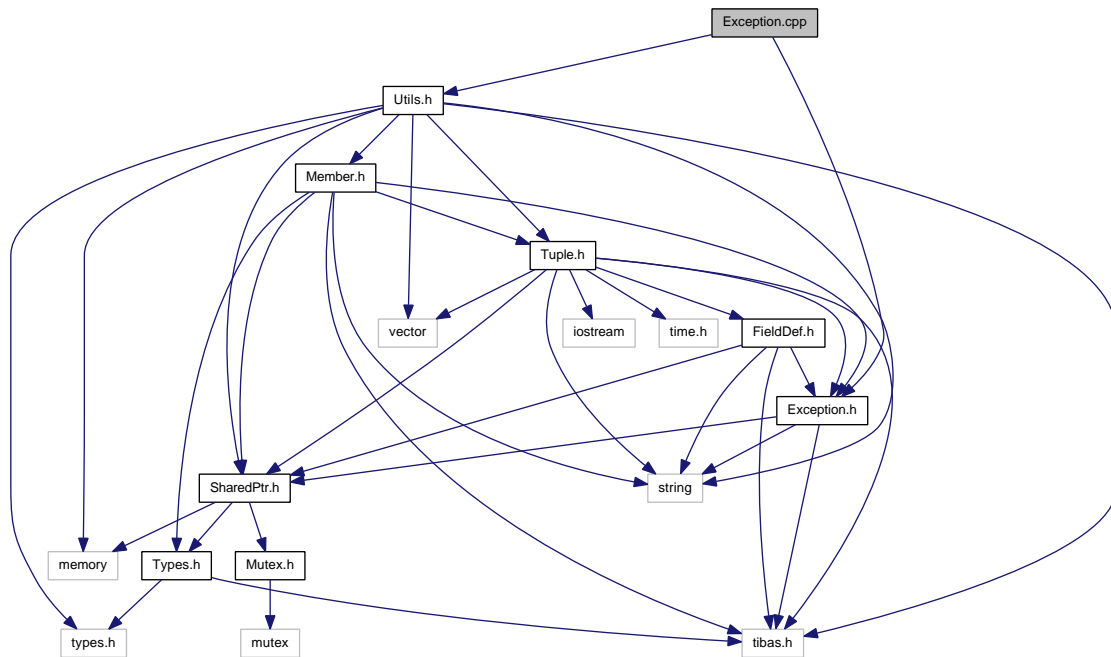 Exception.cpp
Utils.h
Member.h
Tuple.h
vector
iostream
time.h
FieldDef.h
Exception.h
SharedPtr.h
string
memory
Types.h
Mutex.h
types.h
mutex
tibas.h